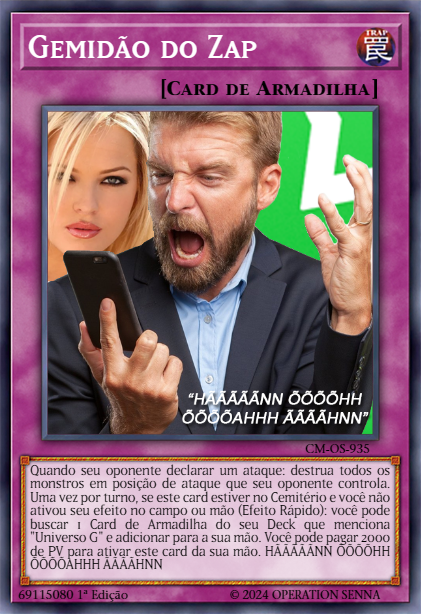 Gemidão do Zap
TRAP
罠
[Card de Armadilha]
“HÃÃÃÃÃNN ÕÕÕÕHH
ÕÕÕÕAHHH ÃÃÃÃHNN”
CM-OS-935
Quando seu oponente declarar um ataque: destrua todos os
monstros em posição de ataque que seu oponente controla.
Uma vez por turno, se este card estiver no Cemitério e você não
ativou seu efeito no campo ou mão (Efeito Rápido): você pode
buscar 1 Card de Armadilha do seu Deck que menciona
"Universo G" e adicionar para a sua mão. Você pode pagar 2000
de PV para ativar este card da sua mão. HÃÃÃÃÃNN ÕÕÕÕHH
ÕÕÕÕAHHH ÃÃÃÃHNN
69115080 1ª Edição
© 2024 OPERATION SENNA